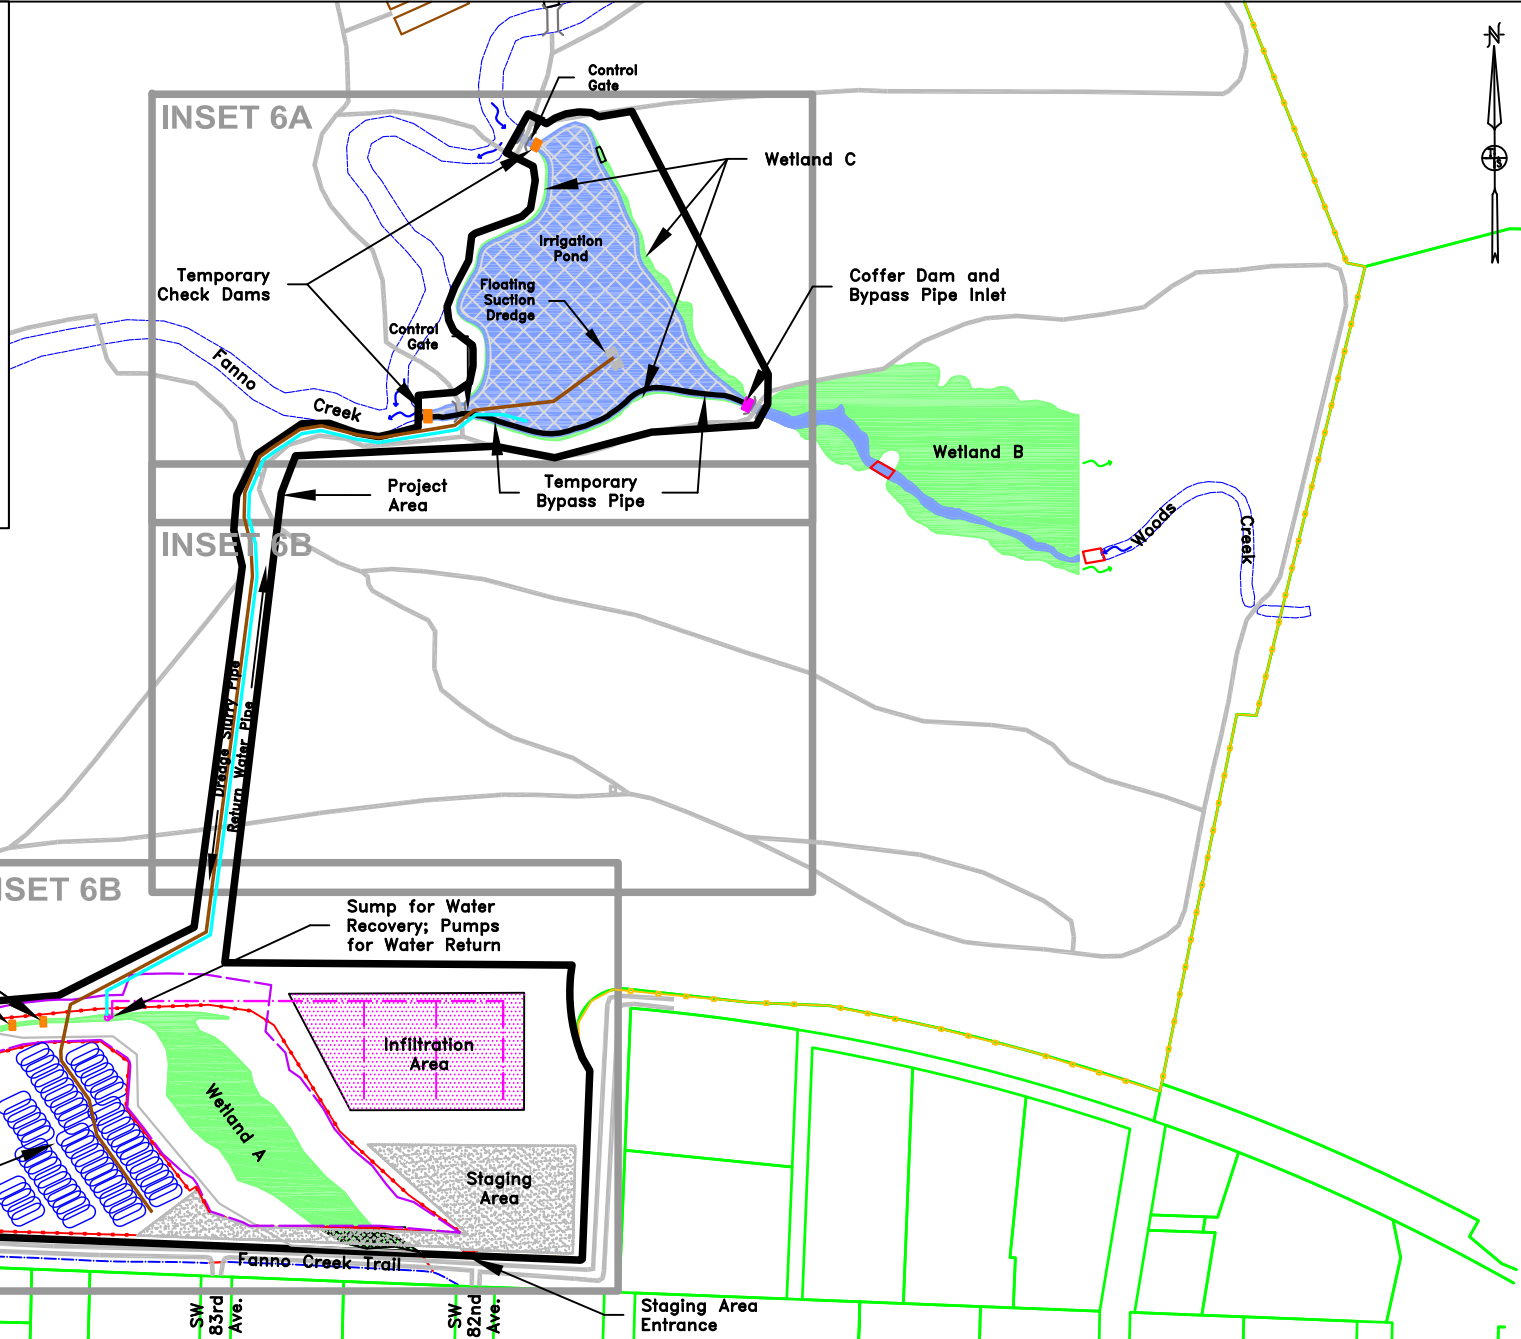 N
Control
Gate
INSET 6A
Wetland C
Irrigation
Pond
Temporary
Check Dams
Floating
Suction
Dredge
Coffer Dam and
Bypass Pipe Inlet
Control
Gate
Fanno
Creek
Wetland B
Project
Area
Temporary
Bypass Pipe
Woods
Creek
INSET 6B
Dredge Slurry Pipe
Return Water Pipe
NSET 6B
Sump for Water
Recovery; Pumps
for Water Return
Infiltration
Area
Wetland A
Staging
Area
Fanno Creek Trail
SW
83rd
Ave.
SW
82nd
Ave.
Staging Area
Entrance